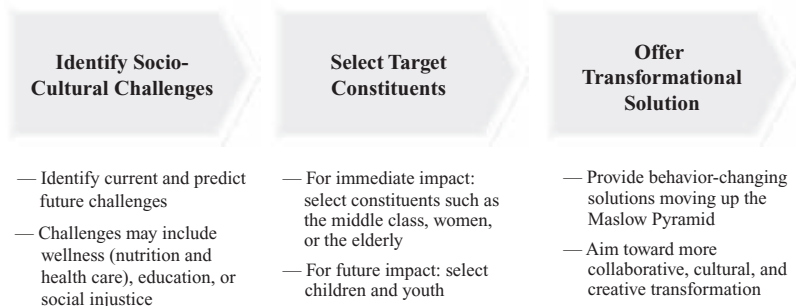 Identify Socio-
Cultural Challenges
— Identify current and predict
future challenges
— Challenges may include
wellness (nutrition and
health care), education, or
social injustice
Select Target
Constituents
— For immediate impact:
select constituents such as
the middle class, women,
or the elderly
— For future impact: select
children and youth
Offer
Transformational
Solution
— Provide behavior-changing
solutions moving up the
Maslow Pyramid
— Aim toward more
collaborative, cultural, and
creative transformation